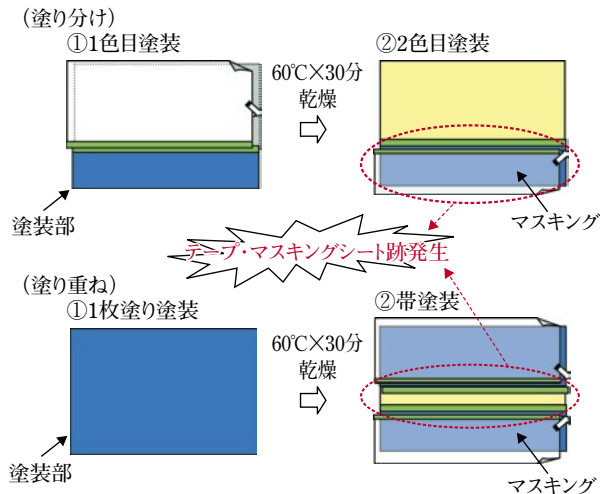 （塗り分け）
①1色目塗装
60℃×30分
乾燥
②2色目塗装
塗装部
マスキング
テープ・マスキングシート跡発生
（塗り重ね）
①1枚塗り塗装
60℃×30分
乾燥
②帯塗装
塗装部
マスキング